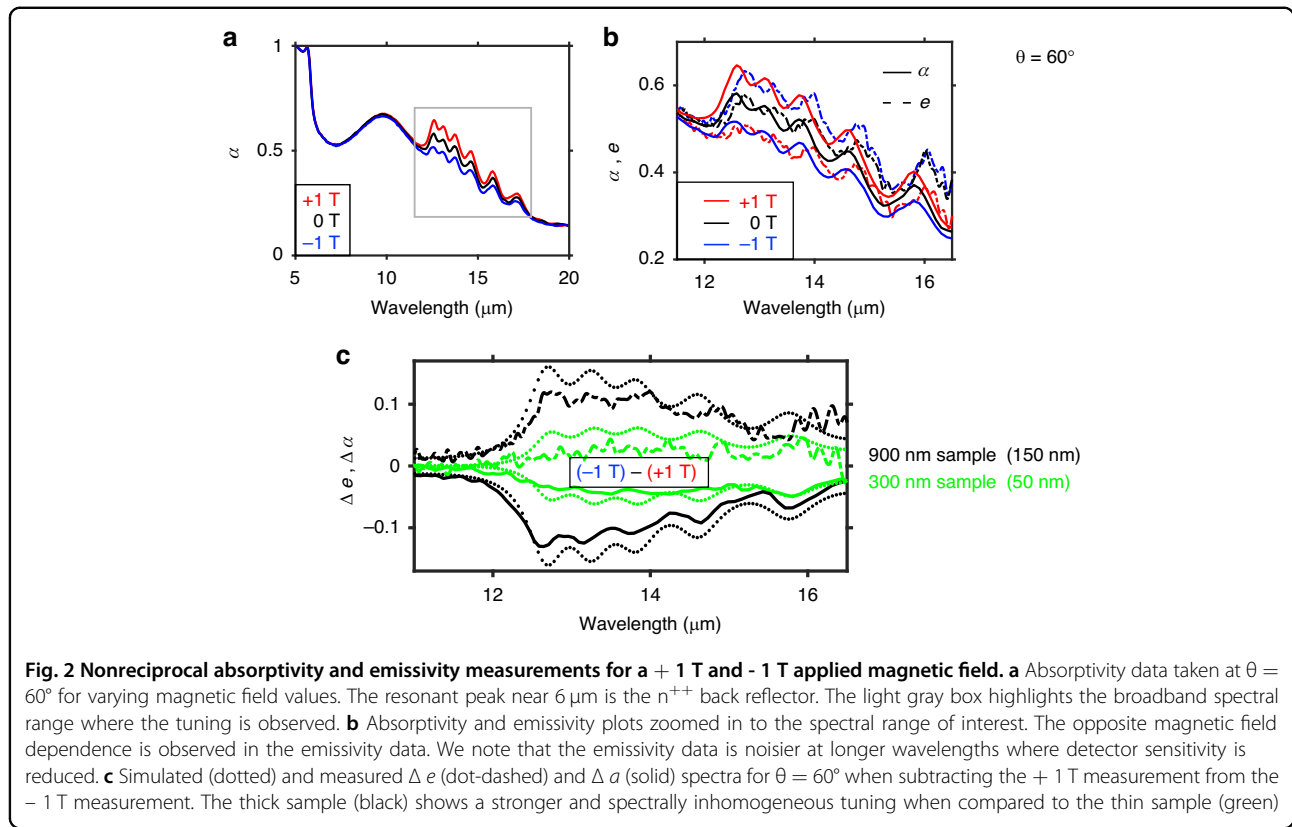 a
1
0.5
0
α
+1 T
0 T
−1 T
5
10
15
20
Wavelength (μm)
b
0.6
0.4
0.2
α , e
α
e
+1 T
0 T
−1 T
12
14
16
Wavelength (μm)
θ = 60°
c
0.1
0
−0.1
Δ e , Δ α
(−1 T) − (+1 T)
12
14
16
Wavelength (μm)
900 nm sample (150 nm)
300 nm sample (50 nm)
Fig. 2 Nonreciprocal absorptivity and emissivity measurements for a + 1 T and - 1 T applied magnetic field. a Absorptivity data taken at θ =
60° for varying magnetic field values. The resonant peak near 6 μm is the n++ back reflector. The light gray box highlights the broadband spectral
range where the tuning is observed. b Absorptivity and emissivity plots zoomed in to the spectral range of interest. The opposite magnetic field
dependence is observed in the emissivity data. We note that the emissivity data is noisier at longer wavelengths where detector sensitivity is
reduced. c Simulated (dotted) and measured Δ e (dot-dashed) and Δ a (solid) spectra for θ = 60° when subtracting the + 1 T measurement from the
– 1 T measurement. The thick sample (black) shows a stronger and spectrally inhomogeneous tuning when compared to the thin sample (green)